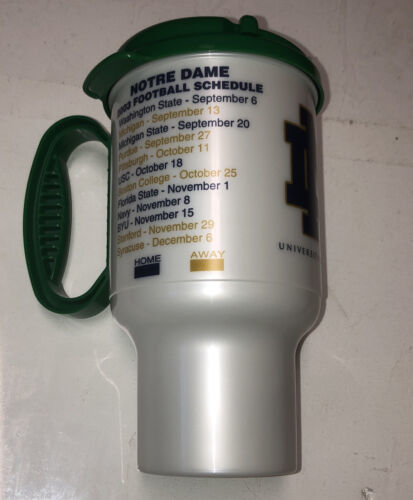 NOTRE DAME
2003 FOOTBALL SCHEDULE
Washington State - September 6
Michigan - September 13
Michigan State - September 20
Purdue - September 27
Pittsburgh - October 11
USC - October 18
Boston College - October 25
Florida State - November 1
Navy - November 8
BYU - November 15
Stanford - November 29
Syracuse - December 6
HOME AWAY